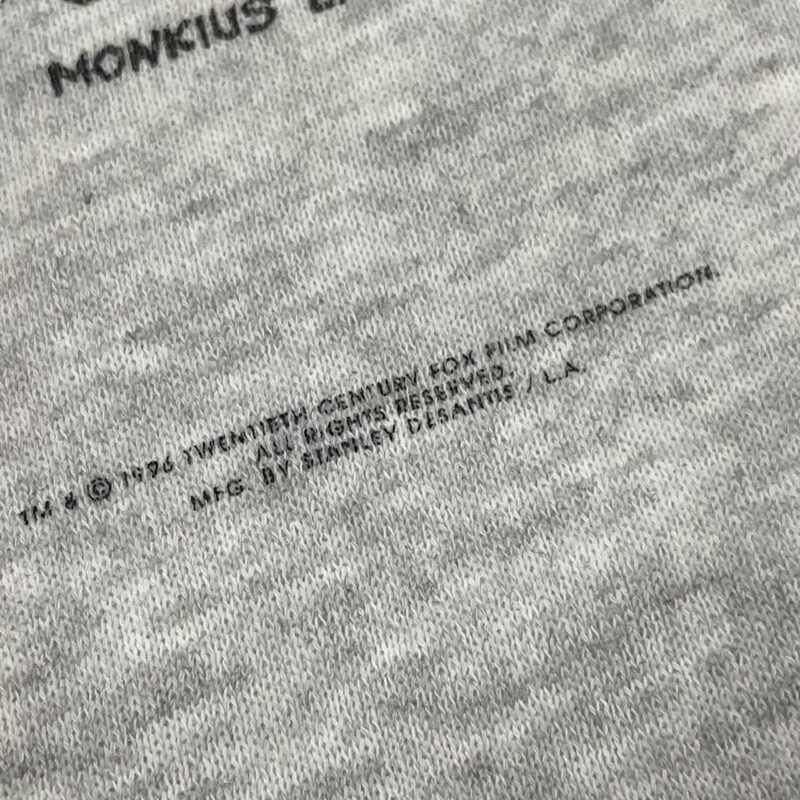 MONKIUS
TM & © 1996 TWENTIETH CENTURY FOX FILM CORPORATION.
ALL RIGHTS RESERVED.
MFG. BY STANLEY DESANTIS / L.A.